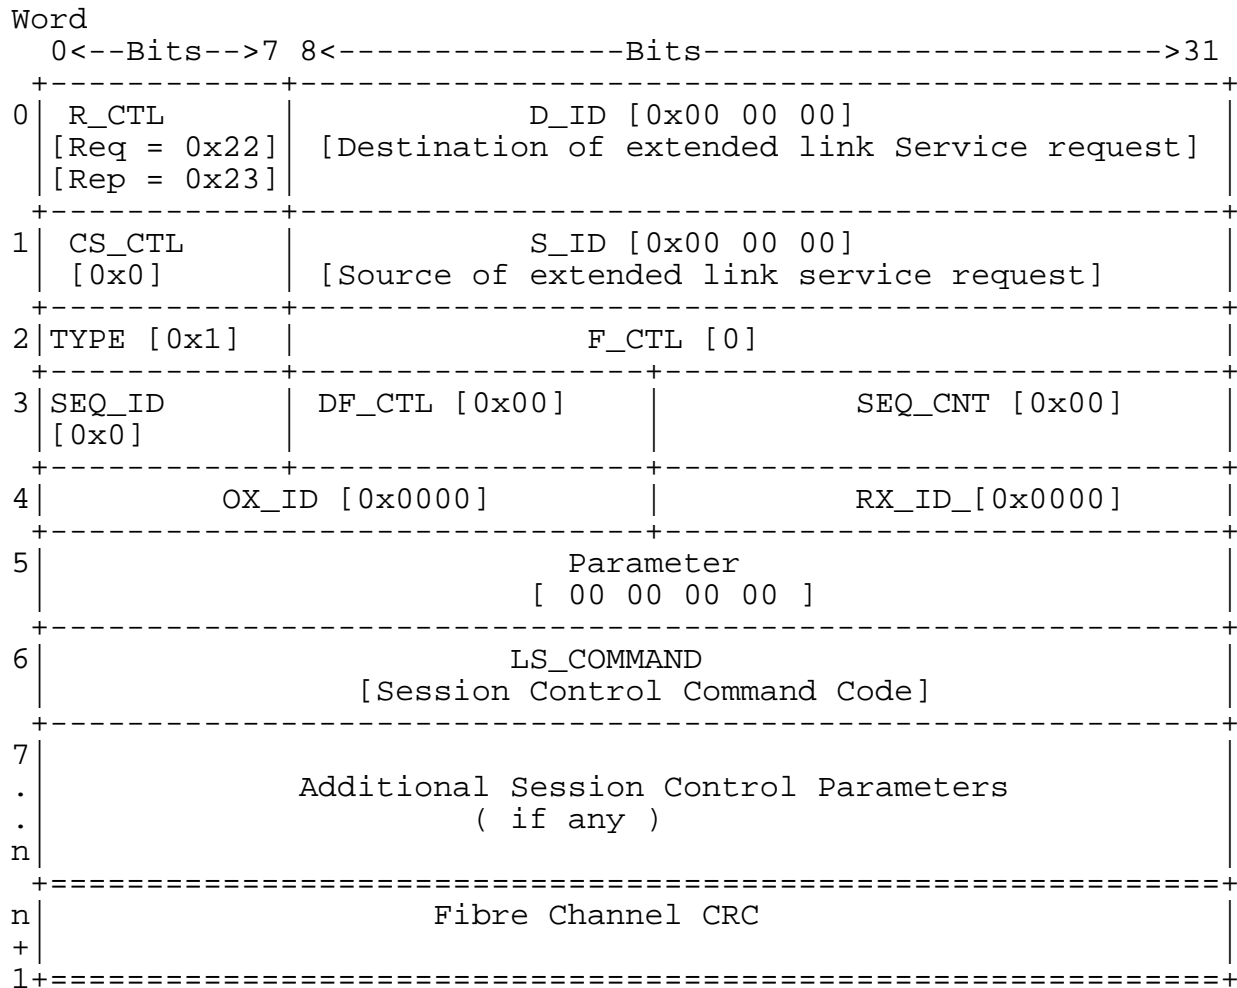 Word
  0<--Bits-->7 8<---------------Bits------------------------>31
 +------------+------------------------------------------------+
0| R_CTL      |            D_ID [0x00 00 00]                   |
 |[Req = 0x22]| [Destination of extended link Service request] |
 |[Rep = 0x23]|                                                |
 +------------+------------------------------------------------+
1| CS_CTL     |            S_ID [0x00 00 00]                   |
 | [0x0]      | [Source of extended link service request]      |
 +------------+------------------------------------------------+
2|TYPE [0x1]  |               F_CTL [0]                        |
 +------------+------------------+-----------------------------+
3|SEQ_ID      | DF_CTL [0x00]    |          SEQ_CNT [0x00]     |
 |[0x0]       |                  |                             |
 +------------+------------------+-----------------------------+
4|         OX_ID [0x0000]        |          RX_ID_[0x0000]     |
 +-------------------------------+-----------------------------+
5|                           Parameter                         |
 |                         [ 00 00 00 00 ]                     |
 +-------------------------------------------------------------+
6|                        LS_COMMAND                           |
 |                [Session Control Command Code]               |
 +-------------------------------------------------------------+
7|                                                             |
.|             Additional Session Control Parameters           |
.|                      ( if any )                             |
n|                                                             |
 +=============================================================+
n|                    Fibre Channel CRC                        |
+|                                                             |
1+=============================================================+